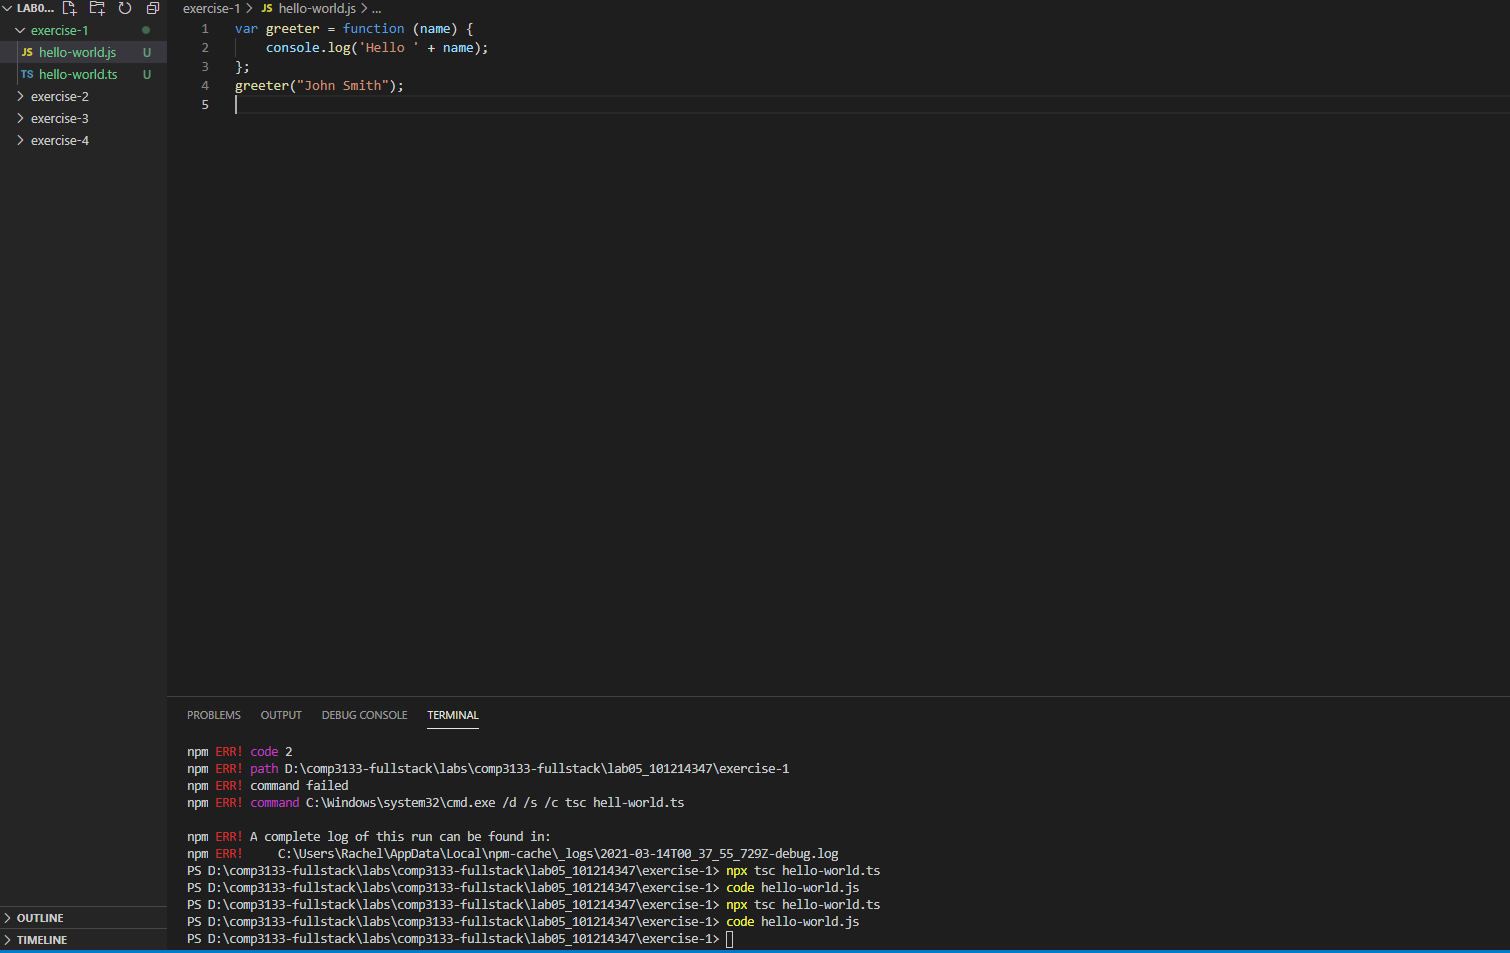 LAB0...
exercise-1
JS hello-world.js U
TS hello-world.ts U
exercise-2
exercise-3
exercise-4
OUTLINE
TIMELINE
exercise-1 > JS hello-world.js > ...
1 var greeter = function (name) {
2 console.log('Hello ' + name);
3 };
4 greeter("John Smith");
5
PROBLEMS OUTPUT DEBUG CONSOLE TERMINAL
npm ERR! code 2
npm ERR! path D:\comp3133-fullstack\labs\comp3133-fullstack\lab05_101214347\exercise-1
npm ERR! command failed
npm ERR! command C:\Windows\system32\cmd.exe /d /s /c tsc hell-world.ts
npm ERR! A complete log of this run can be found in:
npm ERR! C:\Users\Rachel\AppData\Local\npm-cache\_logs\2021-03-14T00_37_55_729Z-debug.log
PS D:\comp3133-fullstack\labs\comp3133-fullstack\lab05_101214347\exercise-1> npx tsc hello-world.ts
PS D:\comp3133-fullstack\labs\comp3133-fullstack\lab05_101214347\exercise-1> code hello-world.js
PS D:\comp3133-fullstack\labs\comp3133-fullstack\lab05_101214347\exercise-1> npx tsc hello-world.ts
PS D:\comp3133-fullstack\labs\comp3133-fullstack\lab05_101214347\exercise-1> code hello-world.js
PS D:\comp3133-fullstack\labs\comp3133-fullstack\lab05_101214347\exercise-1>